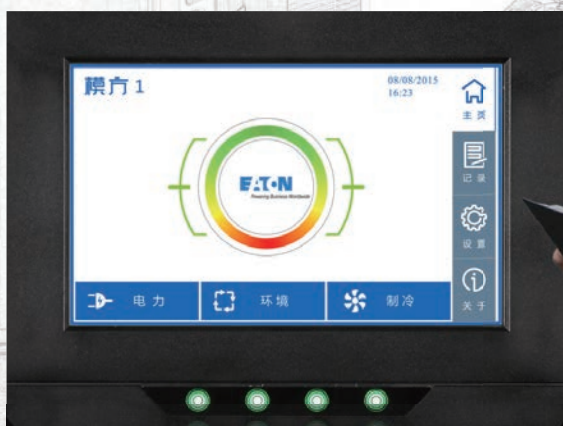 模方 1
08/08/2015
16:23
主 页
EATON
Powering Business Worldwide
记 录
设 置
关 于
电 力
环 境
制 冷